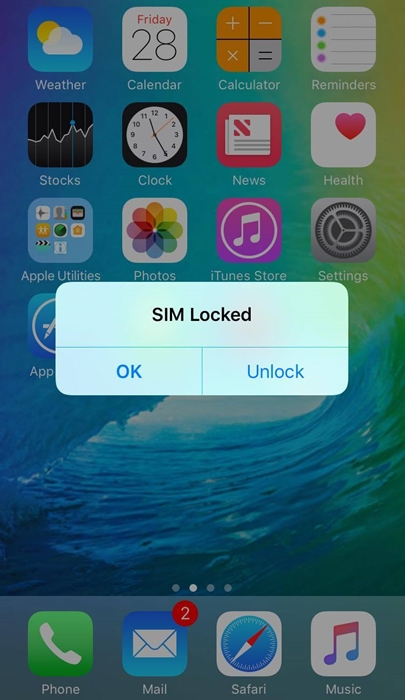 Weather
Friday
28
Calendar
Calculator
Reminders
Stocks
12
Clock
News
Health
Apple Utilities
Photos
iTunes Store
Settings
App
SIM Locked
OK
Unlock
Phone
2
Mail
Safari
Music